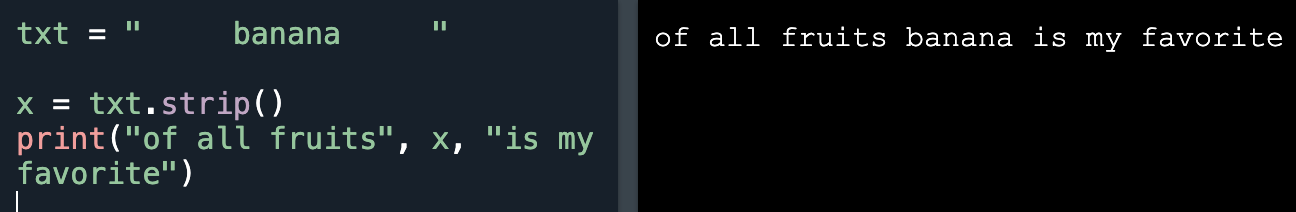 txt = "     banana     "
x = txt.strip()
print("of all fruits", x, "is my
favorite")
of all fruits banana is my favorite